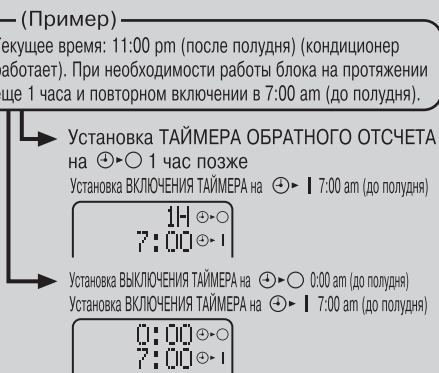 (Пример)
Текущее время: 11:00 pm (после полудня) (кондиционер
работает). При необходимости работы блока на протяжении
еще 1 часа и повторном включении в 7:00 am (до полудня).
Установка ТАЙМЕРА ОБРАТНОГО ОТСЧЕТА
на ⏲▸○ 1 час позже
Установка ВКЛЮЧЕНИЯ ТАЙМЕРА на ⏲▸ | 7:00 am (до полудня)
1H ⏲▸○
7:00 ⏲▸ |
Установка ВЫКЛЮЧЕНИЯ ТАЙМЕРА на ⏲▸○ 0:00 am (до полудня)
Установка ВКЛЮЧЕНИЯ ТАЙМЕРА на ⏲▸ | 7:00 am (до полудня)
0:00 ⏲▸○
7:00 ⏲▸ |